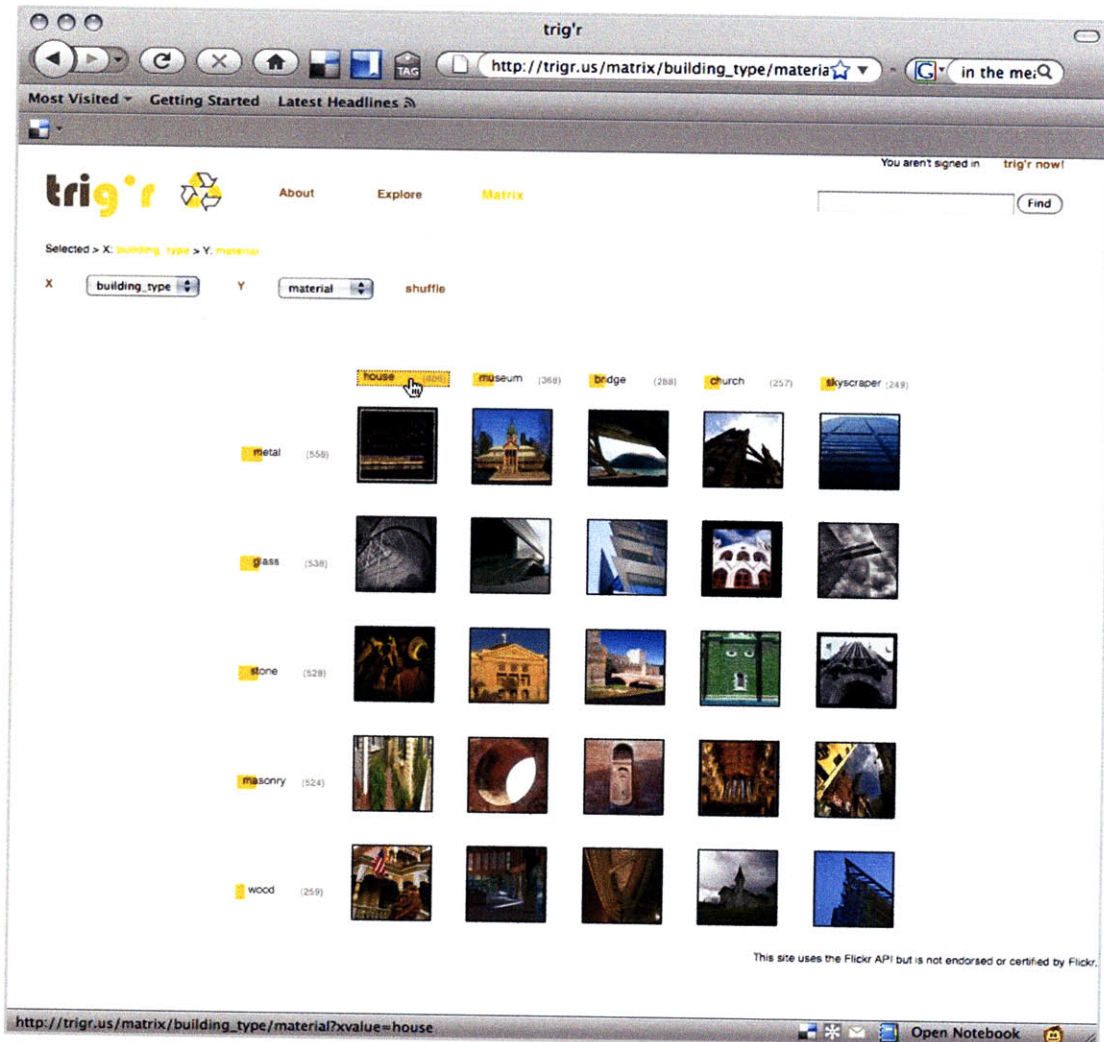 trig'r
TAG
http://trigr.us/matrix/building_type/materia
G
in the me
Most Visited
Getting Started
Latest Headlines
You aren't signed in
trig'r now!
trig'r
About
Explore
Matrix
Find
Selected > X: building_type > Y: material
X
building_type
Y
material
shuffle
house
museum (368)
bridge (288)
church (257)
skyscraper (249)
metal (558)
glass (538)
stone (528)
masonry (524)
wood (259)
This site uses the Flickr API but is not endorsed or certified by Flickr.
http://trigr.us/matrix/building_type/material?xvalue=house
Open Notebook